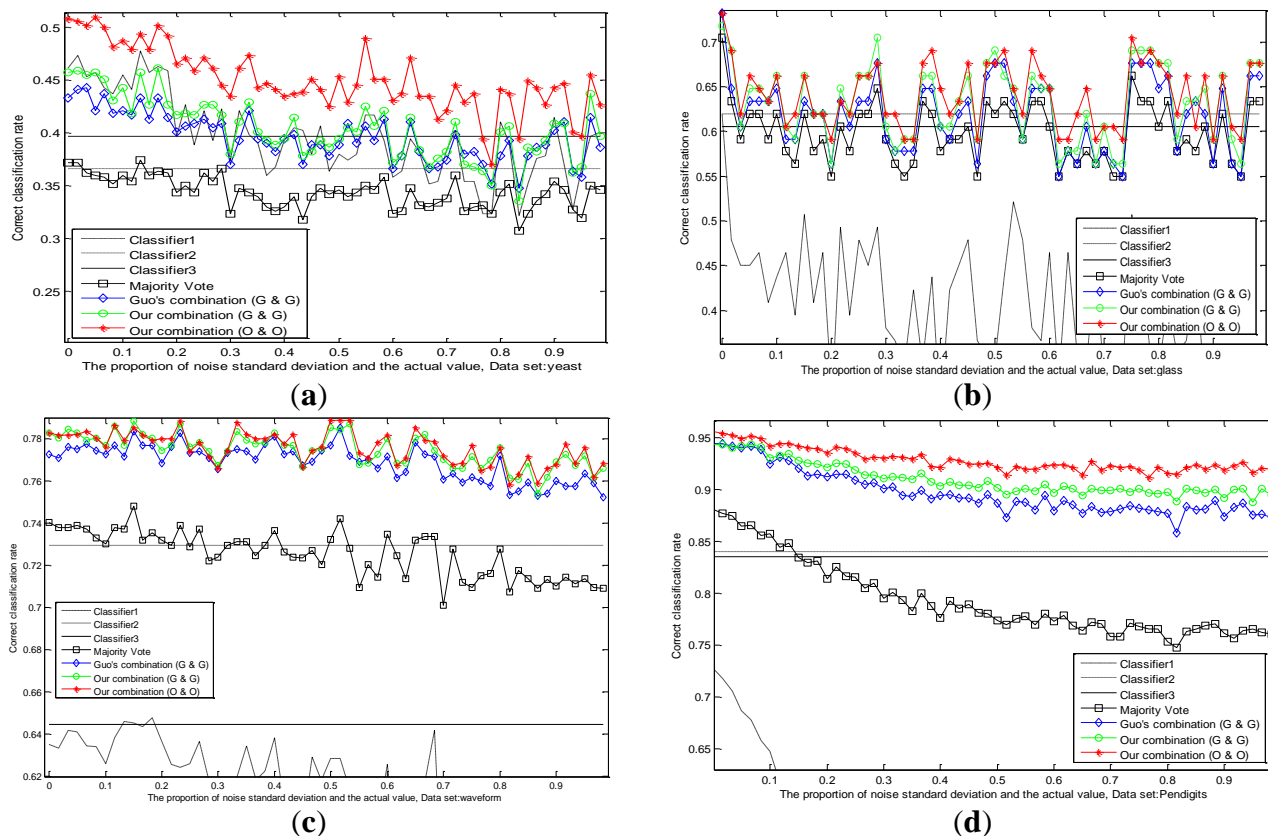 0.5
0.45
0.4
0.35
0.3
0.25
Correct classification rate
Classifier1
Classifier2
Classifier3
Majority Vote
Guo's combination (G & G)
Our combination (G & G)
Our combination (O & O)
0 0.1 0.2 0.3 0.4 0.5 0.6 0.7 0.8 0.9
The proportion of noise standard deviation and the actual value, Data set:yeast
(a)
0.7
0.65
0.6
0.55
0.5
0.45
0.4
Correct classification rate
Classifier1
Classifier2
Classifier3
Majority Vote
Guo's combination (G & G)
Our combination (G & G)
Our combination (O & O)
0 0.1 0.2 0.3 0.4 0.5 0.6 0.7 0.8 0.9
The proportion of noise standard deviation and the actual value, Data set:glass
(b)
0.78
0.76
0.74
0.72
0.7
0.68
0.66
0.64
0.62
Correct classification rate
Classifier1
Classifier2
Classifier3
Majority Vote
Guo's combination (G & G)
Our combination (G & G)
Our combination (O & O)
0 0.1 0.2 0.3 0.4 0.5 0.6 0.7 0.8 0.9
The proportion of noise standard deviation and the actual value, Data set:waveform
(c)
0.95
0.9
0.85
0.8
0.75
0.7
0.65
Correct classification rate
Classifier1
Classifier2
Classifier3
Majority Vote
Guo's combination (G & G)
Our combination (G & G)
Our combination (O & O)
0.1 0.2 0.3 0.4 0.5 0.6 0.7 0.8 0.9
The proportion of noise standard deviation and the actual value, Data set:Pendigits
(d)